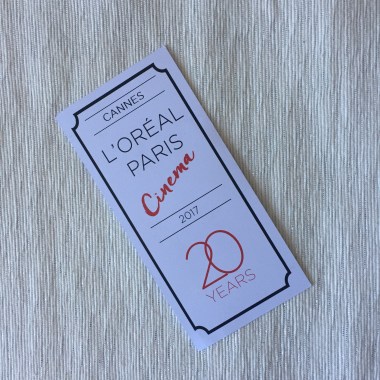 CANNES
L'ORÉAL
PARIS
Cinema
2017
20
YEARS